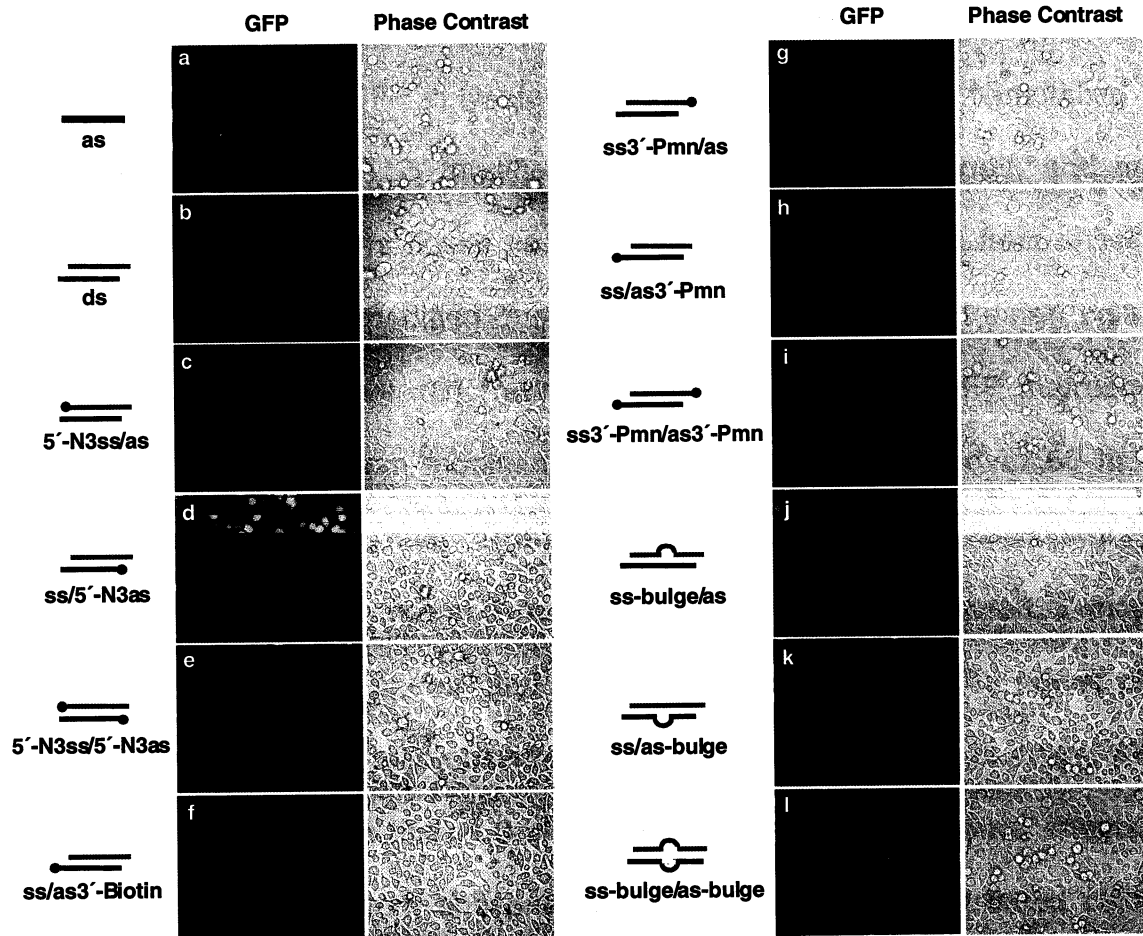 GFP Phase Contrast
a
as
b
ds
c
5´-N3ss/as
d
ss/5´-N3as
e
5´-N3ss/5´-N3as
f
ss/as3´-Biotin
GFP Phase Contrast
g
ss3´-Pmn/as
h
ss/as3´-Pmn
i
ss3´-Pmn/as3´-Pmn
j
ss-bulge/as
k
ss/as-bulge
l
ss-bulge/as-bulge